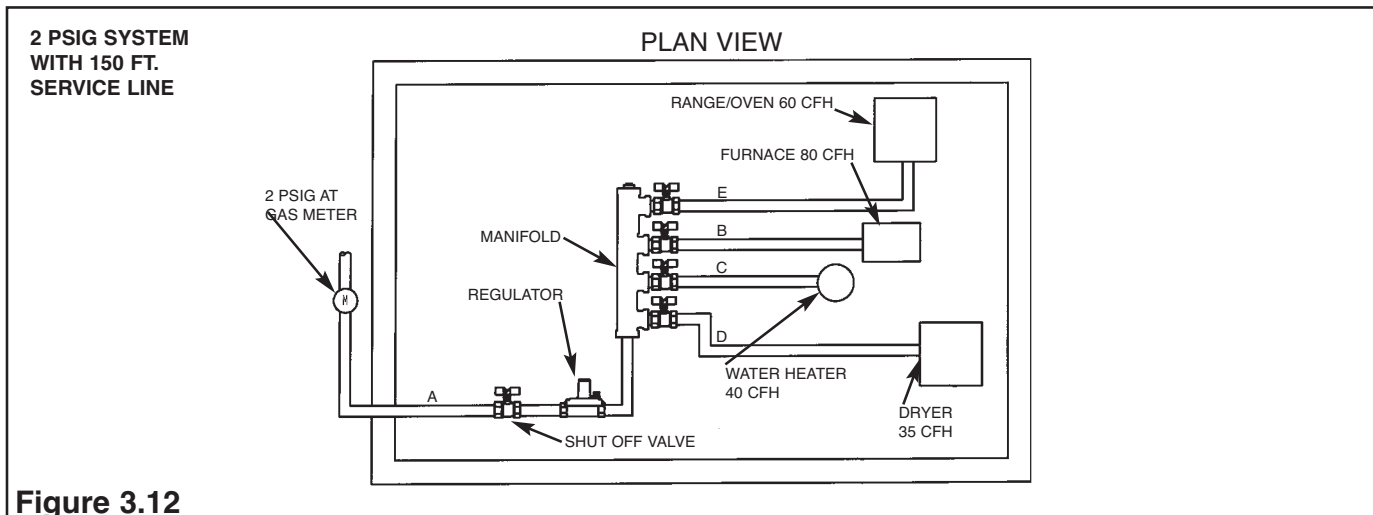 2 PSIG SYSTEM
WITH 150 FT.
SERVICE LINE
PLAN VIEW
RANGE/OVEN 60 CFH
FURNACE 80 CFH
2 PSIG AT
GAS METER
E
MANIFOLD
B
C
REGULATOR
M
D
WATER HEATER
40 CFH
A
DRYER
35 CFH
SHUT OFF VALVE
Figure 3.12